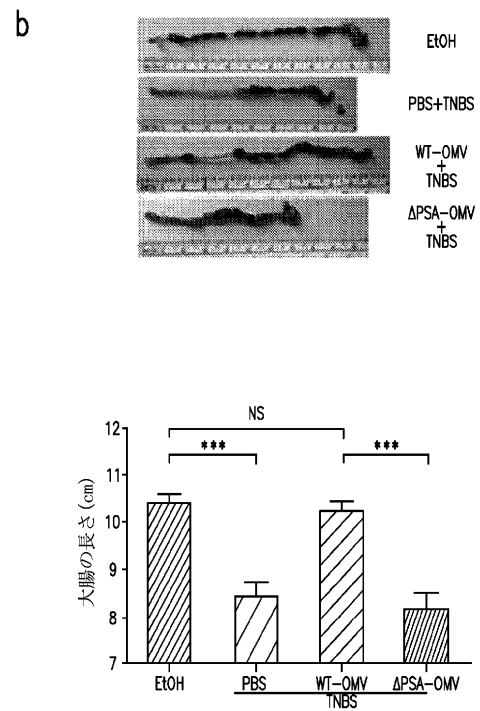 b
EtOH
PBS+TNBS
WT-OMV
+
TNBS
ΔPSA-OMV
+
TNBS
NS
***
***
12
11
10
9
8
7
大腸の長さ(cm)
EtOH
PBS
WT-OMV
ΔPSA-OMV
TNBS